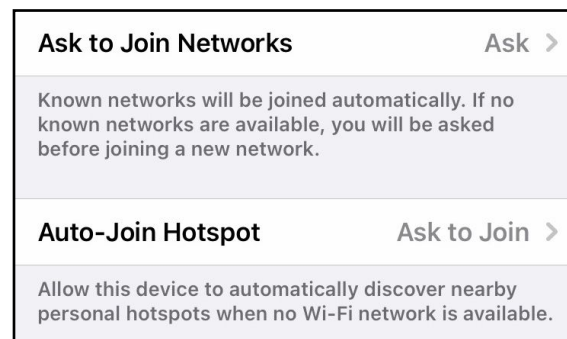 Ask to Join Networks Ask >
Known networks will be joined automatically. If no
known networks are available, you will be asked
before joining a new network.
Auto-Join Hotspot Ask to Join >
Allow this device to automatically discover nearby
personal hotspots when no Wi-Fi network is available.